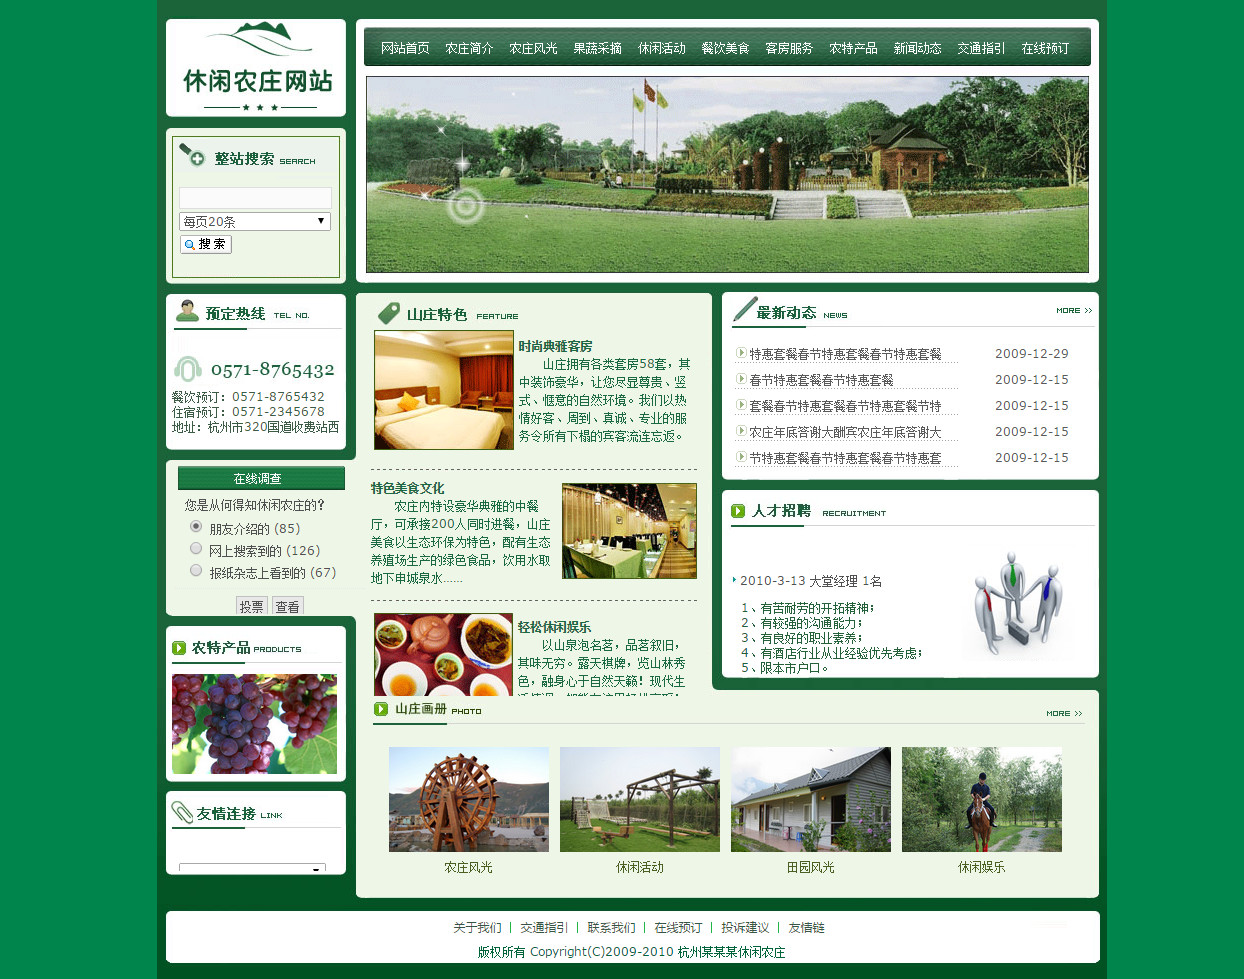 休闲农庄网站
网站首页 农庄简介 农庄风光 果蔬采摘 休闲活动 餐饮美食 客房服务 农特产品 新闻动态 交通指引 在线预订
整站搜索 SEARCH
每页20条
搜 索
预定热线 TEL NO.
0571-8765432
餐饮预订：0571-8765432
住宿预订：0571-2345678
地址：杭州市320国道收费站西
在线调查
您是从何得知休闲农庄的？
朋友介绍的 (85)
网上搜索到的 (126)
报纸杂志上看到的 (67)
投票 查看
农特产品 PRODUCTS
友情连接 LINK
山庄特色 FEATURE
时尚典雅客房
山庄拥有各类套房58套，其
中装饰豪华，让您尽显尊贵、坚
式、惬意的自然环境。我们以热
情好客、周到、真诚、专业的服
务令所有下榻的宾客流连忘返。
特色美食文化
农庄内特设豪华典雅的中餐
厅，可承接200人同时进餐，山庄
美食以生态环保为特色，配有生态
养殖场生产的绿色食品，饮用水取
地下申城泉水......
轻松休闲娱乐
以山泉泡名茗，品茗叙旧，
其味无穷。露天棋牌，览山林秀
色，融身心于自然天籁！现代生
最新动态 NEWS
MORE >>
特惠套餐春节特惠套餐春节特惠套餐 2009-12-29
春节特惠套餐春节特惠套餐 2009-12-15
套餐春节特惠套餐春节特惠套餐节特 2009-12-15
农庄年底答谢大酬宾农庄年底答谢大 2009-12-15
节特惠套餐春节特惠套餐春节特惠套 2009-12-15
人才招聘 RECRUITMENT
2010-3-13 大堂经理 1名
1、有苦耐劳的开拓精神；
2、有较强的沟通能力；
3、有良好的职业素养；
4、有酒店行业从业经验优先考虑；
5、限本市户口。
山庄画册 PHOTO
MORE >>
农庄风光 休闲活动 田园风光 休闲娱乐
关于我们 | 交通指引 | 联系我们 | 在线预订 | 投诉建议 | 友情链
版权所有 Copyright(C)2009-2010 杭州某某某休闲农庄